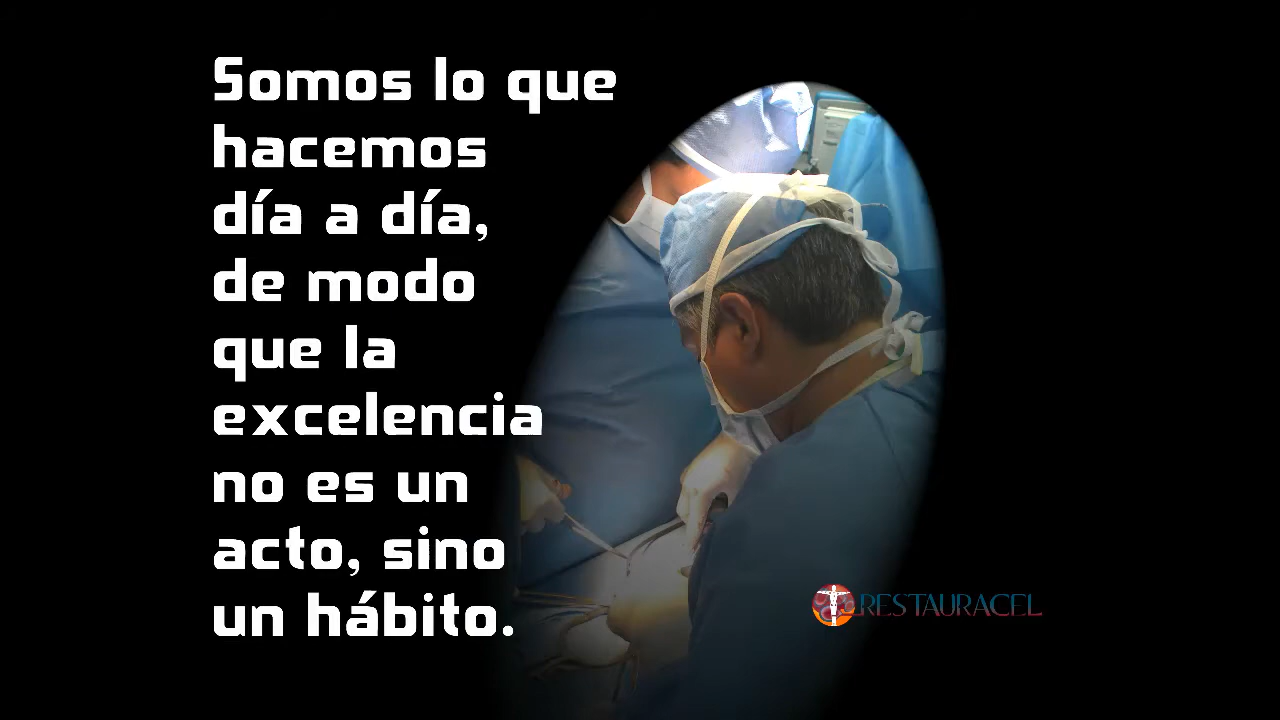 Somos lo que
hacemos
día a día,
de modo
que la
excelencia
no es un
acto, sino
un hábito.
RESTAURACEL